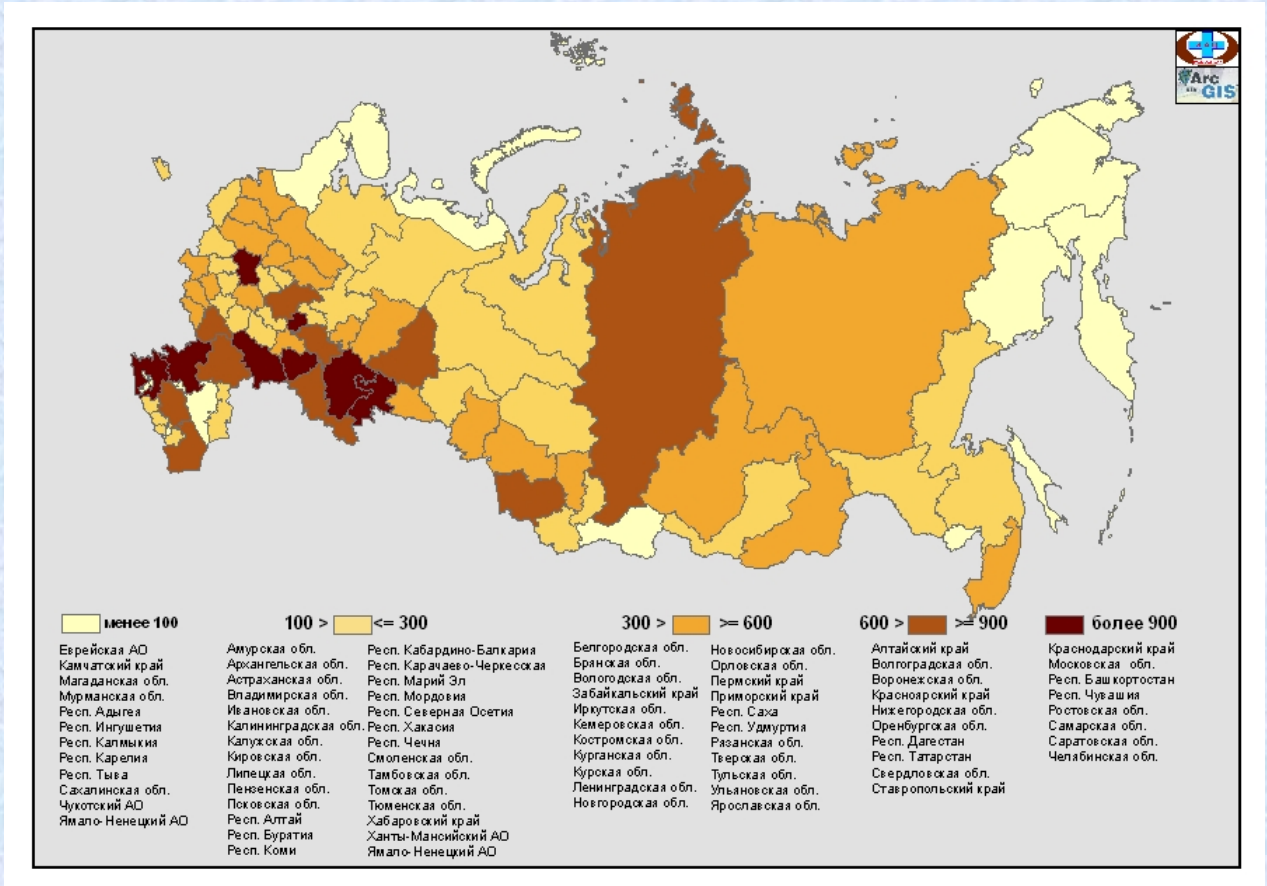 Arc
GIS
менее 100
Еврейская АО
Камчатский край
Магаданская обл.
Мурманская обл.
Респ. Адыгея
Респ. Ингушетия
Респ. Калмыкия
Респ. Карелия
Респ. Тыва
Сахалинская обл.
Чукотский АО
Ямало-Ненецкий АО
100 > <= 300
Амурская обл.
Архангельская обл.
Астраханская обл.
Владимирская обл.
Ивановская обл.
Калининградская обл.
Калужская обл.
Кировская обл.
Липецкая обл.
Пензенская обл.
Псковская обл.
Респ. Алтай
Респ. Бурятия
Респ. Коми
Респ. Кабардино-Балкария
Респ. Карачаево-Черкесская
Респ. Марий Эл
Респ. Мордовия
Респ. Северная Осетия
Респ. Хакасия
Респ. Чечня
Смоленская обл.
Тамбовская обл.
Томская обл.
Тюменская обл.
Хабаровский край
Ханты-Мансийский АО
Ямало-Ненецкий АО
300 > >= 600
Белгородская обл.
Брянская обл.
Вологодская обл.
Забайкальский край
Иркутская обл.
Кемеровская обл.
Костромская обл.
Курганская обл.
Курская обл.
Ленинградская обл.
Новгородская обл.
Новосибирская обл.
Орловская обл.
Пермский край
Приморский край
Респ. Саха
Респ. Удмуртия
Рязанская обл.
Тверская обл.
Тульская обл.
Ульяновская обл.
Ярославская обл.
600 > >= 900
Алтайский край
Волгоградская обл.
Воронежская обл.
Красноярский край
Нижегородская обл.
Оренбургская обл.
Респ. Дагестан
Респ. Татарстан
Свердловская обл.
Ставропольский край
более 900
Краснодарский край
Московская обл.
Респ. Башкортостан
Респ. Чувашия
Ростовская обл.
Самарская обл.
Саратовская обл.
Челябинская обл.